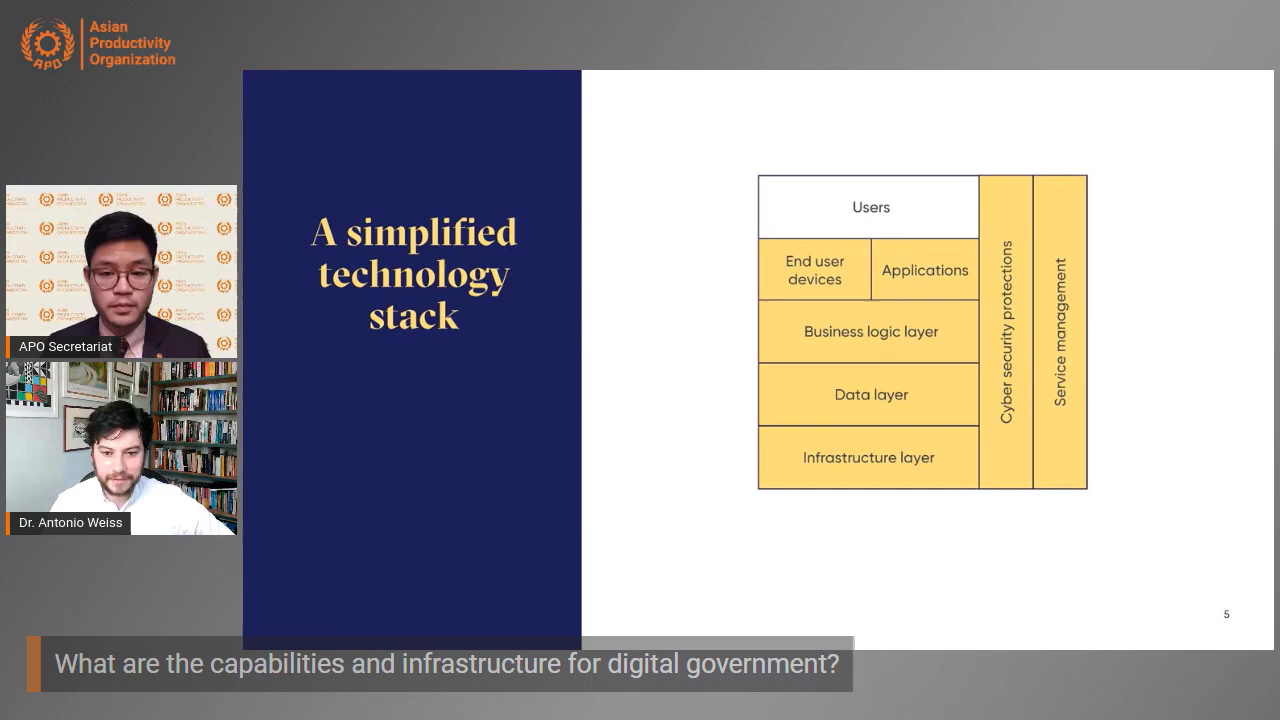 Asian
Productivity
Organization
APO
A simplified
technology
stack
Users
End user
devices
Applications
Business logic layer
Data layer
Infrastructure layer
Cyber security protections
Service management
5
APO Secretariat
Dr. Antonio Weiss
What are the capabilities and infrastructure for digital government?